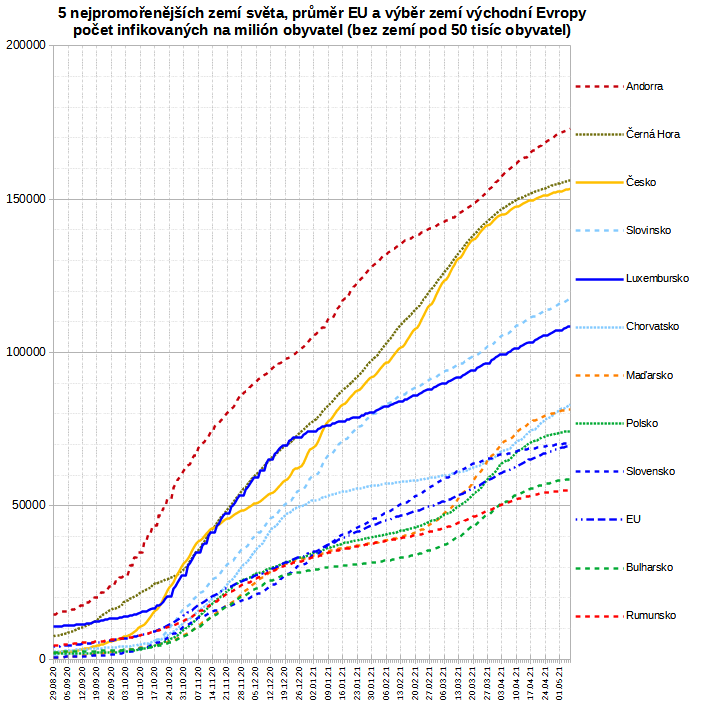 5 nejpromořenějších zemí světa, průměr EU a výběr zemí východní Evropy
počet infikovaných na milión obyvatel (bez zemí pod 50 tisíc obyvatel)
200000
150000
100000
50000
0
Andorra
Černá Hora
Česko
Slovinsko
Luxembursko
Chorvatsko
Maďarsko
Polsko
Slovensko
EU
Bulharsko
Rumunsko
29.08.20
05.09.20
12.09.20
19.09.20
26.09.20
03.10.20
10.10.20
17.10.20
24.10.20
31.10.20
07.11.20
14.11.20
21.11.20
28.11.20
05.12.20
12.12.20
19.12.20
26.12.20
02.01.21
09.01.21
16.01.21
23.01.21
30.01.21
06.02.21
13.02.21
20.02.21
27.02.21
06.03.21
13.03.21
20.03.21
27.03.21
03.04.21
10.04.21
17.04.21
24.04.21
01.05.21